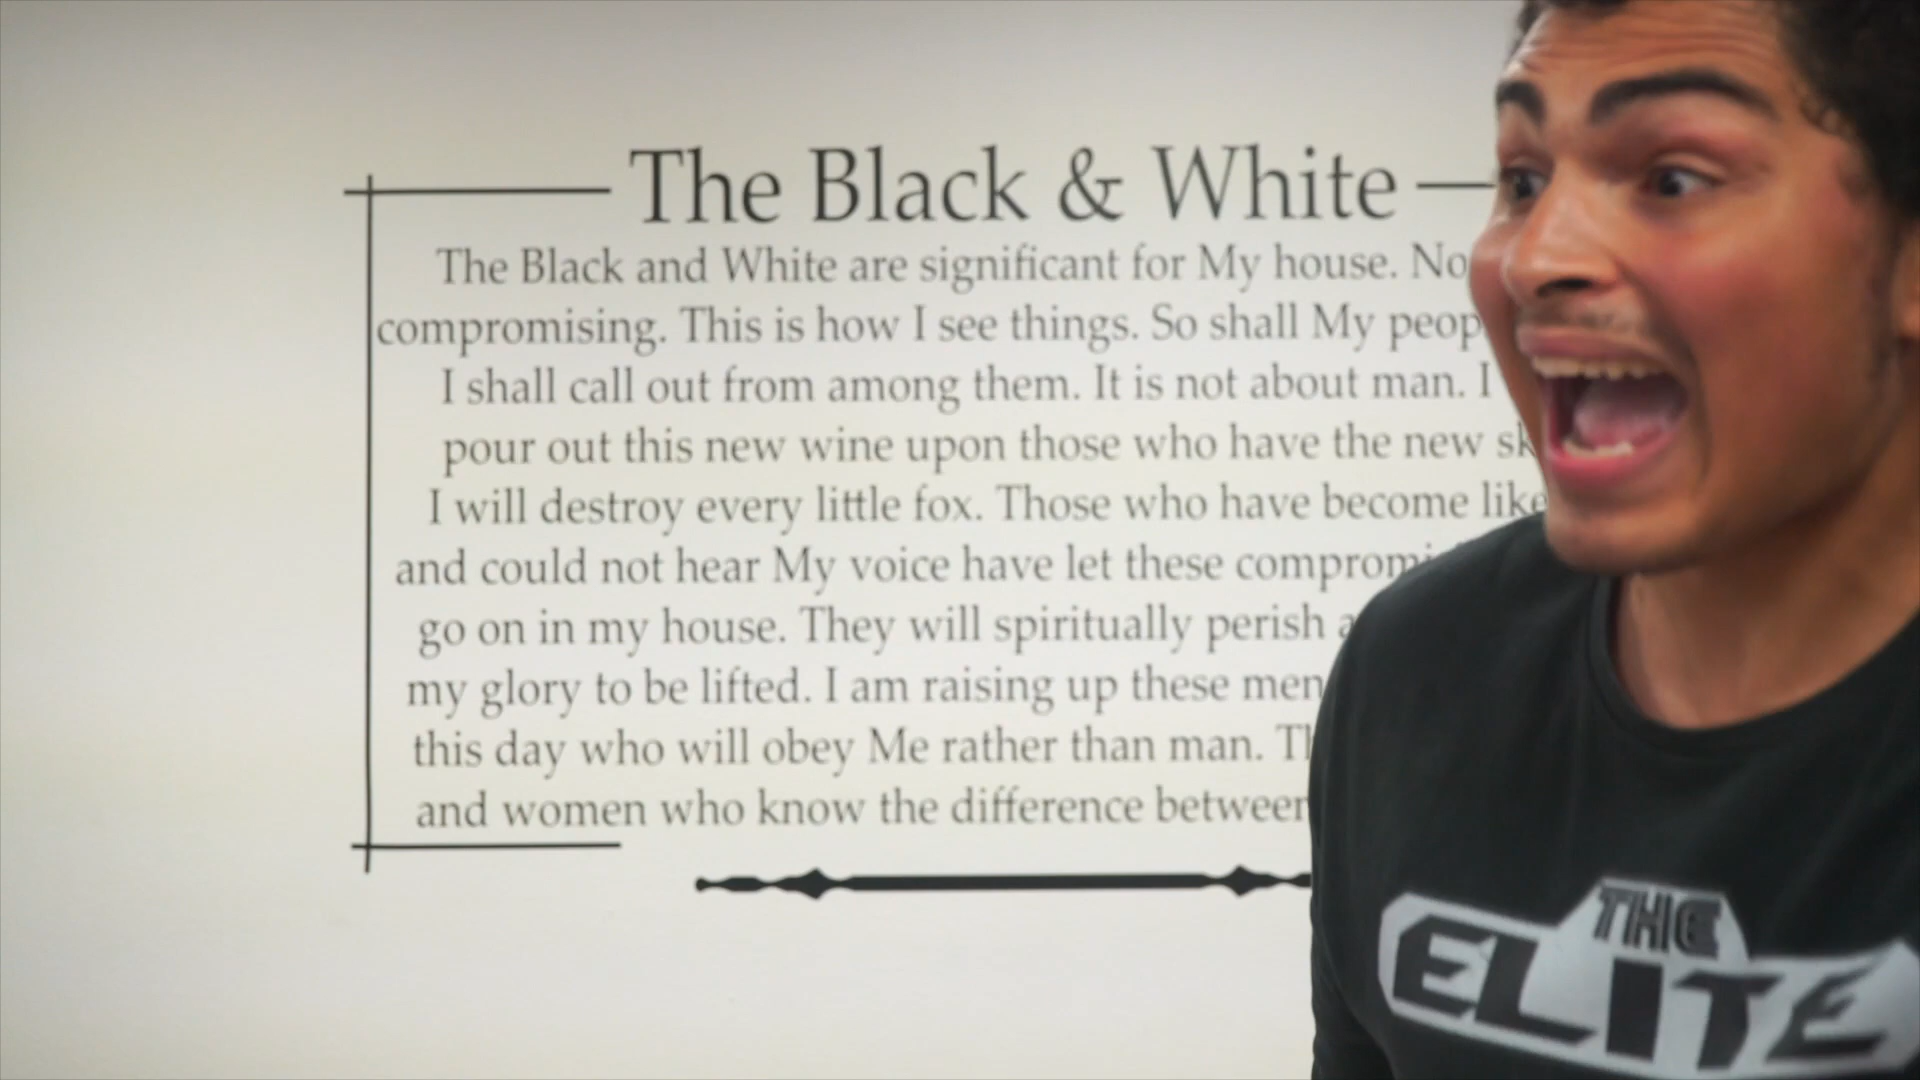 The Black & White
The Black and White are significant for My house. No
compromising. This is how I see things. So shall My
I shall call out from among them. It is not about man. I
pour out this new wine upon those who have the new
I will destroy every little fox. Those who have become like
and could not hear My voice have let these
go on in my house. They will spiritually perish
my glory to be lifted. I am raising up these men
this day who will obey Me rather than man.
and women who know the difference between
THE
ELITE